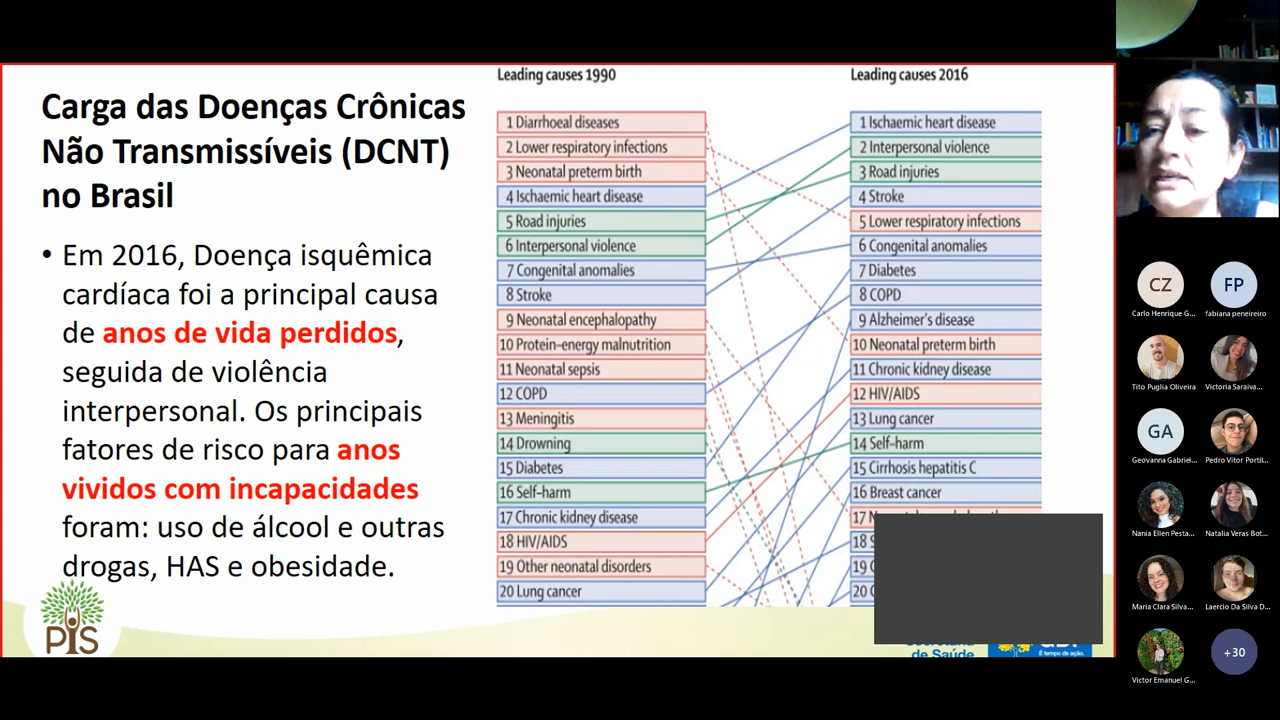 Carga das Doenças Crônicas
Não Transmissíveis (DCNT)
no Brasil
• Em 2016, Doença isquêmica
cardíaca foi a principal causa
de anos de vida perdidos,
seguida de violência
interpersonal. Os principais
fatores de risco para anos
vividos com incapacidades
foram: uso de álcool e outras
drogas, HAS e obesidade.
PIS
Leading causes 1990
1 Diarrhoeal diseases
2 Lower respiratory infections
3 Neonatal preterm birth
4 Ischaemic heart disease
5 Road injuries
6 Interpersonal violence
7 Congenital anomalies
8 Stroke
9 Neonatal encephalopathy
10 Protein–energy malnutrition
11 Neonatal sepsis
12 COPD
13 Meningitis
14 Drowning
15 Diabetes
16 Self-harm
17 Chronic kidney disease
18 HIV/AIDS
19 Other neonatal disorders
20 Lung cancer
Leading causes 2016
1 Ischaemic heart disease
2 Interpersonal violence
3 Road injuries
4 Stroke
5 Lower respiratory infections
6 Congenital anomalies
7 Diabetes
8 COPD
9 Alzheimer's disease
10 Neonatal preterm birth
11 Chronic kidney disease
12 HIV/AIDS
13 Lung cancer
14 Self-harm
15 Cirrhosis hepatitis C
16 Breast cancer
17
18
19
20
de Saúde
É tempo de ação.
CZ
FP
Carlo Henrique G...
fabiana peneireiro
Tito Puglia Oliveira
Victoria Saraiva...
GA
Geovanna Gabriel...
Pedro Vitor Portil...
Nania Ellen Pesta...
Natalia Veras Bot...
Maria Clara Silva...
Laercio Da Silva D...
Victor Emanuel G...
+30